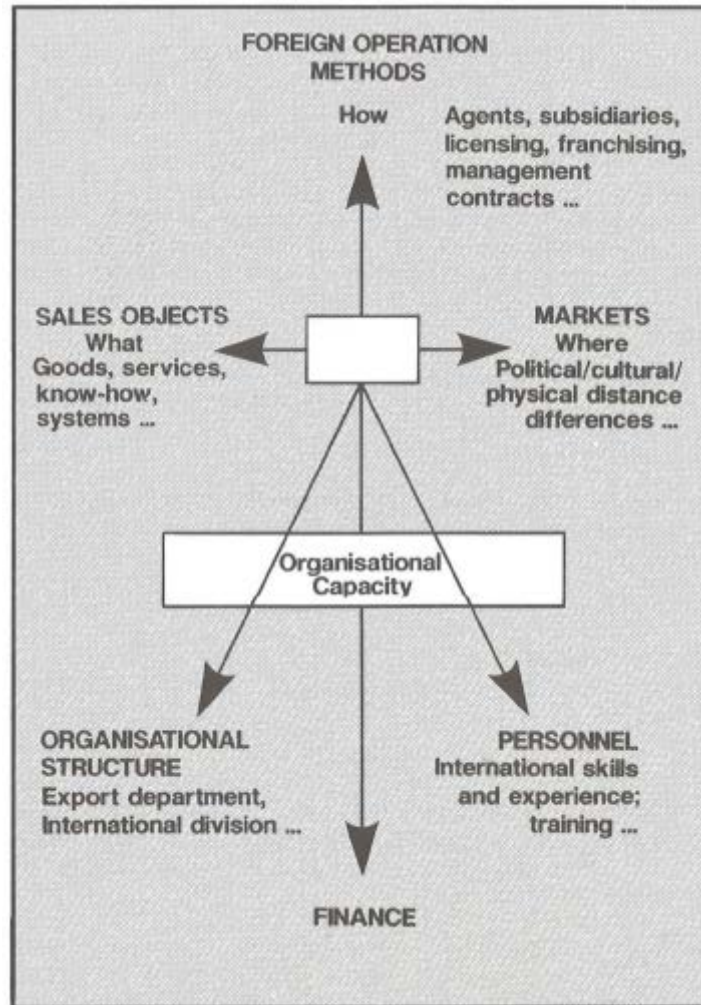 FOREIGN OPERATION
METHODS
How
Agents, subsidiaries,
licensing, franchising,
management
contracts ...
SALES OBJECTS
What
Goods, services,
know-how,
systems ...
MARKETS
Where
Political/cultural/
physical distance
differences ...
Organisational
Capacity
ORGANISATIONAL
STRUCTURE
Export department,
International division ...
PERSONNEL
International skills
and experience;
training ...
FINANCE